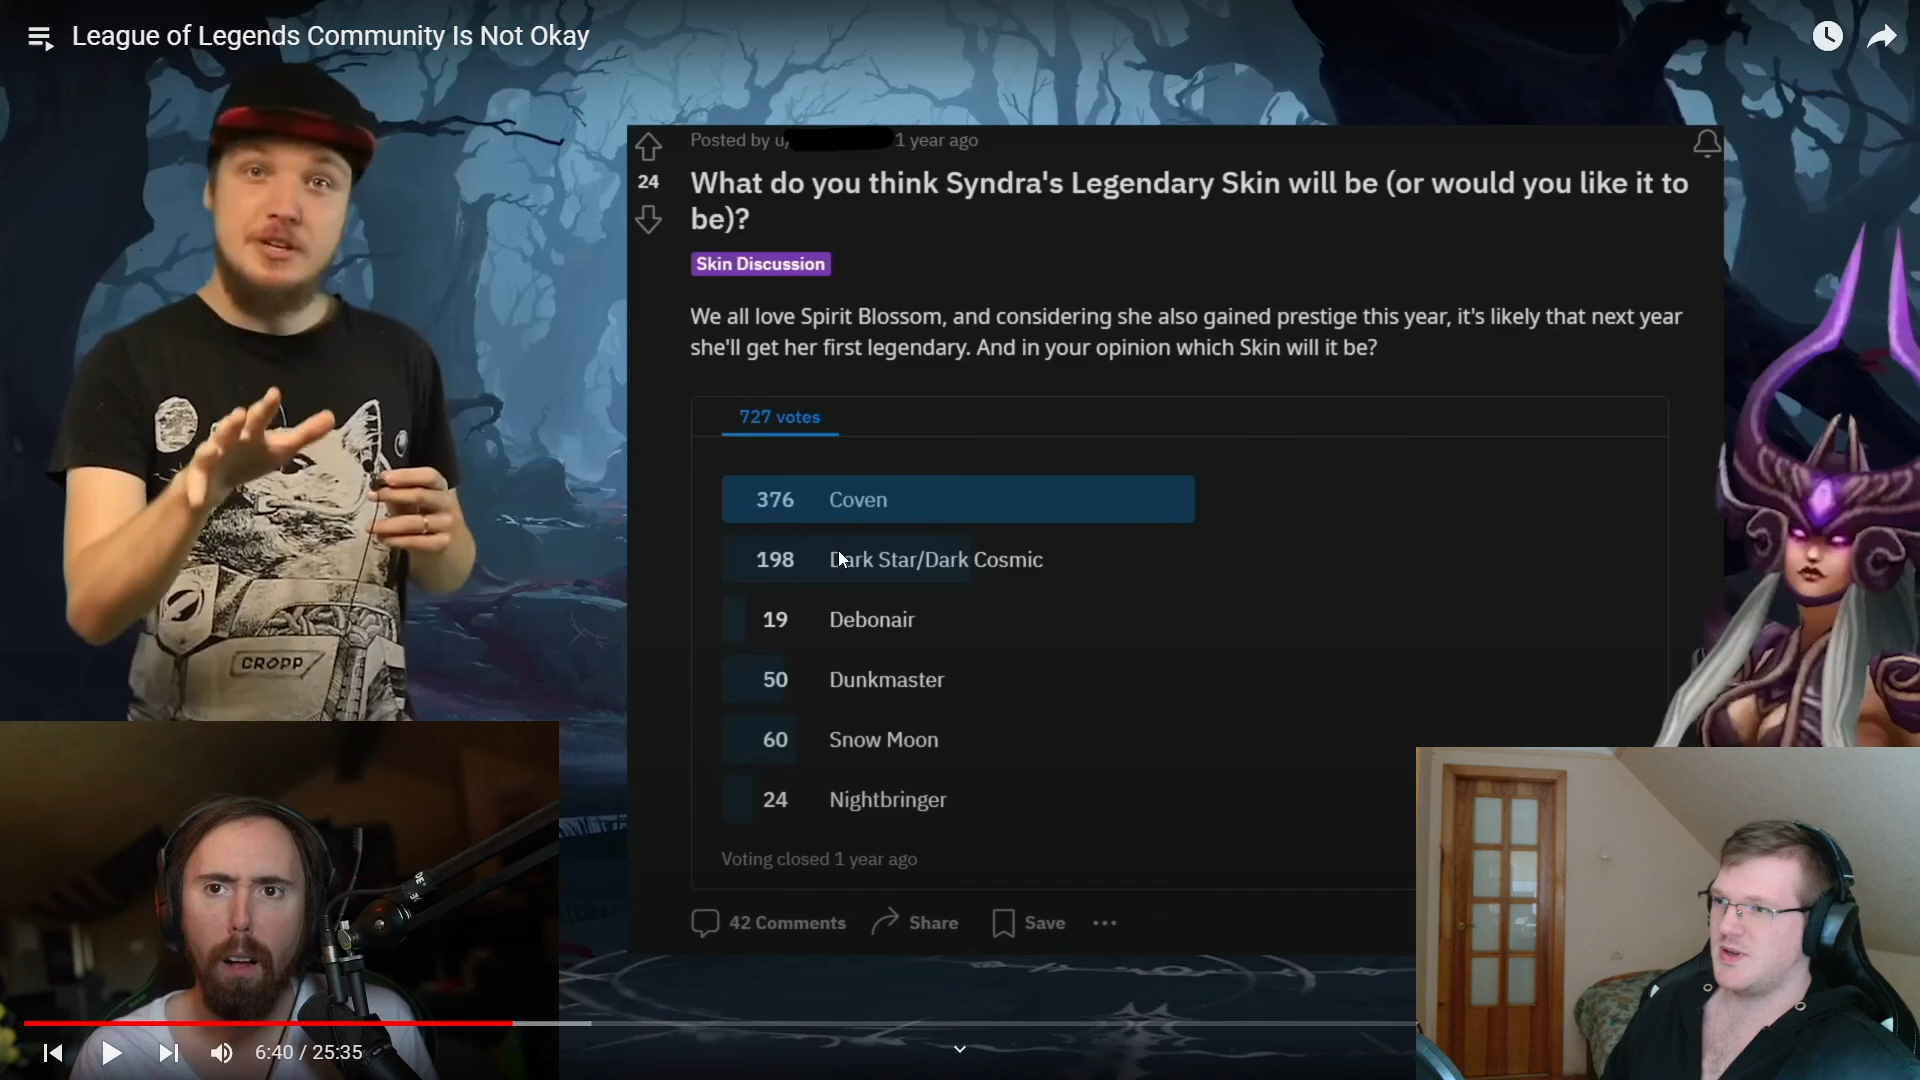 League of Legends Community Is Not Okay
Posted by u/
1 year ago
24
What do you think Syndra's Legendary Skin will be (or would you like it to
be)?
Skin Discussion
We all love Spirit Blossom, and considering she also gained prestige this year, it's likely that next year
she'll get her first legendary. And in your opinion which Skin will it be?
727 votes
376 Coven
198 Dark Star/Dark Cosmic
19 Debonair
50 Dunkmaster
60 Snow Moon
24 Nightbringer
Voting closed 1 year ago
42 Comments
Share
Save
CROPP
6:40 / 25:35